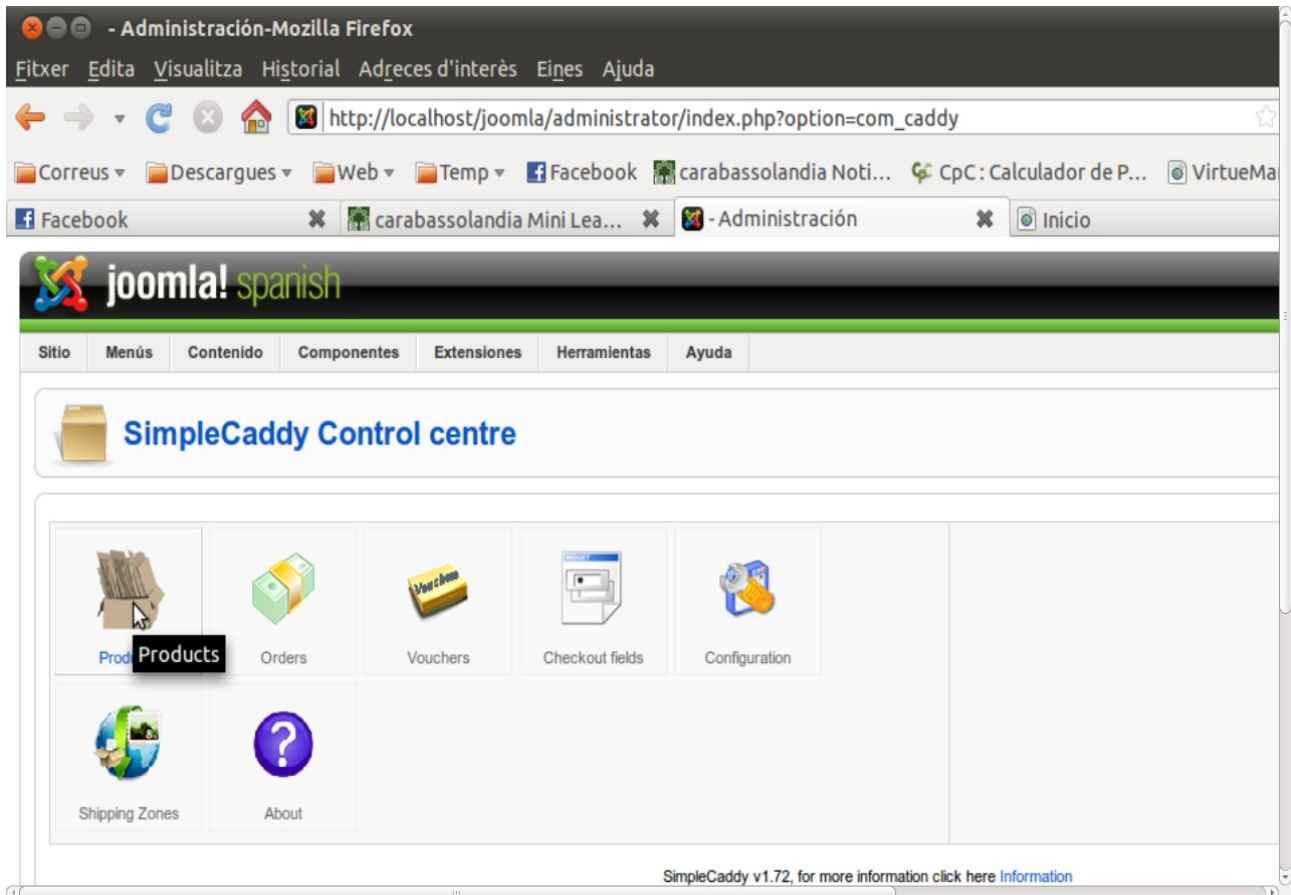 - Administración-Mozilla Firefox
Fitxer Edita Visualitza Historial Adreces d'interès Eines Ajuda
http://localhost/joomla/administrator/index.php?option=com_caddy
Correus Descargues Web Temp Facebook carabassolandia Noti... CpC : Calculador de P... VirtueMa
Facebook carabassolandia Mini Lea... - Administración Inicio
joomla! spanish
Sitio Menús Contenido Componentes Extensiones Herramientas Ayuda
SimpleCaddy Control centre
Vouchers
Prod Products Orders Vouchers Checkout fields Configuration
Shipping Zones About
SimpleCaddy v1.72, for more information click here Information